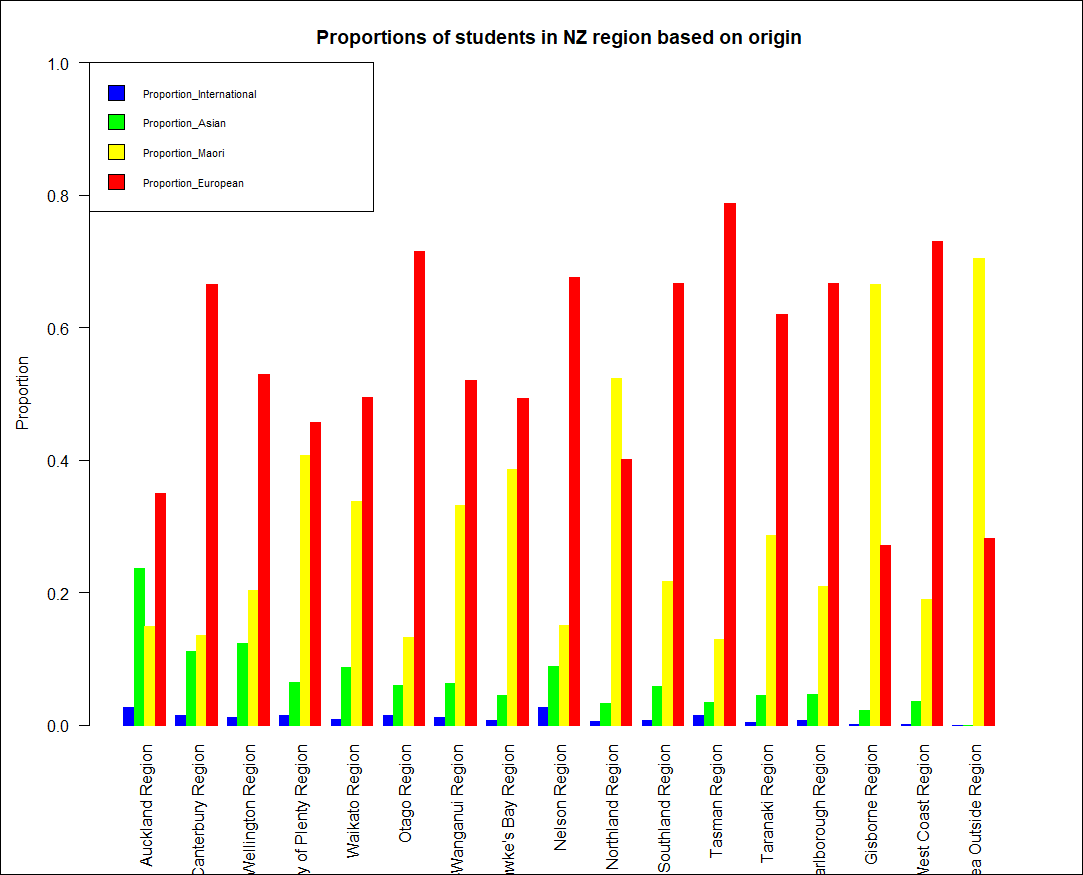 Proportions of students in NZ region based on origin
1.0
Proportion_International
Proportion_Asian
Proportion_Maori
Proportion_European
0.8
0.6
Proportion
0.4
0.2
0.0
Auckland Region
Canterbury Region
Wellington Region
y of Plenty Region
Waikato Region
Otago Region
-Wanganui Region
awke's Bay Region
Nelson Region
Northland Region
Southland Region
Tasman Region
Taranaki Region
arlborough Region
Gisborne Region
West Coast Region
ea Outside Region